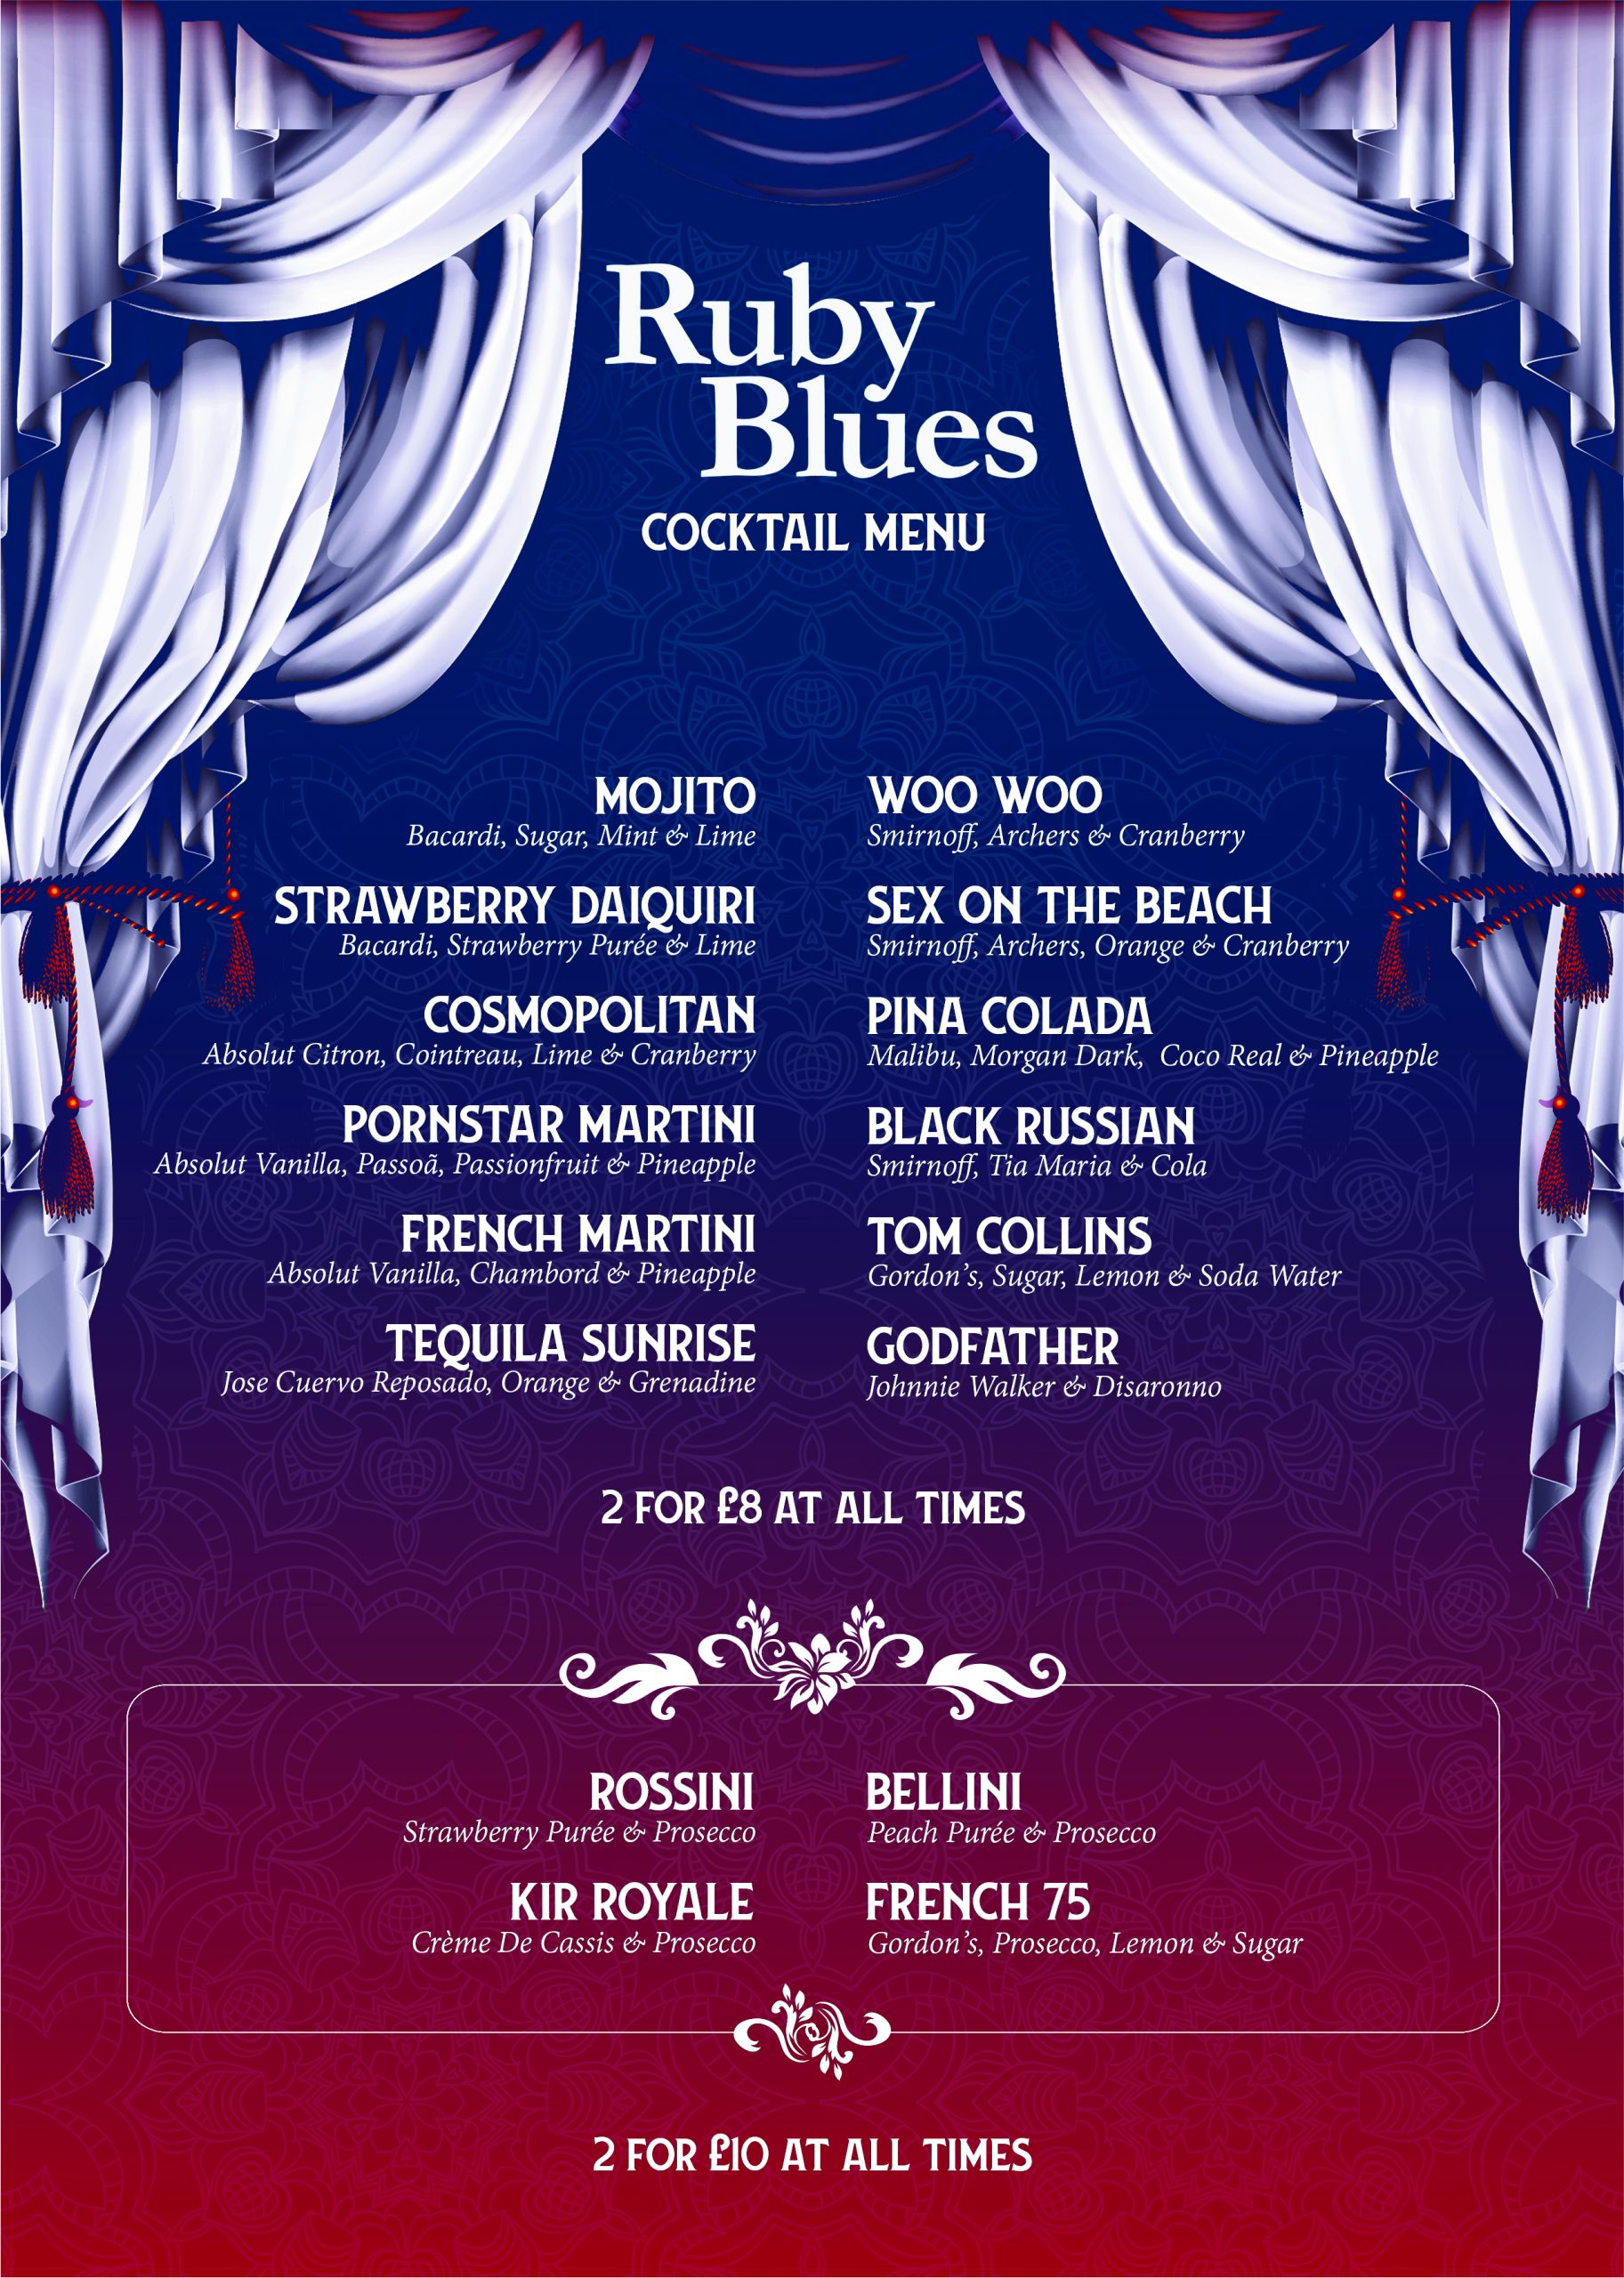 Ruby
Blues
COCKTAIL MENU
MOJITO
Bacardi, Sugar, Mint & Lime
STRAWBERRY DAIQUIRI
Bacardi, Strawberry Purée & Lime
COSMOPOLITAN
Absolut Citron, Cointreau, Lime & Cranberry
PORNSTAR MARTINI
Absolut Vanilla, Passoã, Passionfruit & Pineapple
FRENCH MARTINI
Absolut Vanilla, Chambord & Pineapple
TEQUILA SUNRISE
Jose Cuervo Reposado, Orange & Grenadine
WOO WOO
Smirnoff, Archers & Cranberry
SEX ON THE BEACH
Smirnoff, Archers, Orange & Cranberry
PINA COLADA
Malibu, Morgan Dark, Coco Real & Pineapple
BLACK RUSSIAN
Smirnoff, Tia Maria & Cola
TOM COLLINS
Gordon's, Sugar, Lemon & Soda Water
GODFATHER
Johnnie Walker & Disaronno
2 FOR £8 AT ALL TIMES
ROSSINI
Strawberry Purée & Prosecco
KIR ROYALE
Crème De Cassis & Prosecco
BELLINI
Peach Purée & Prosecco
FRENCH 75
Gordon's, Prosecco, Lemon & Sugar
2 FOR £10 AT ALL TIMES